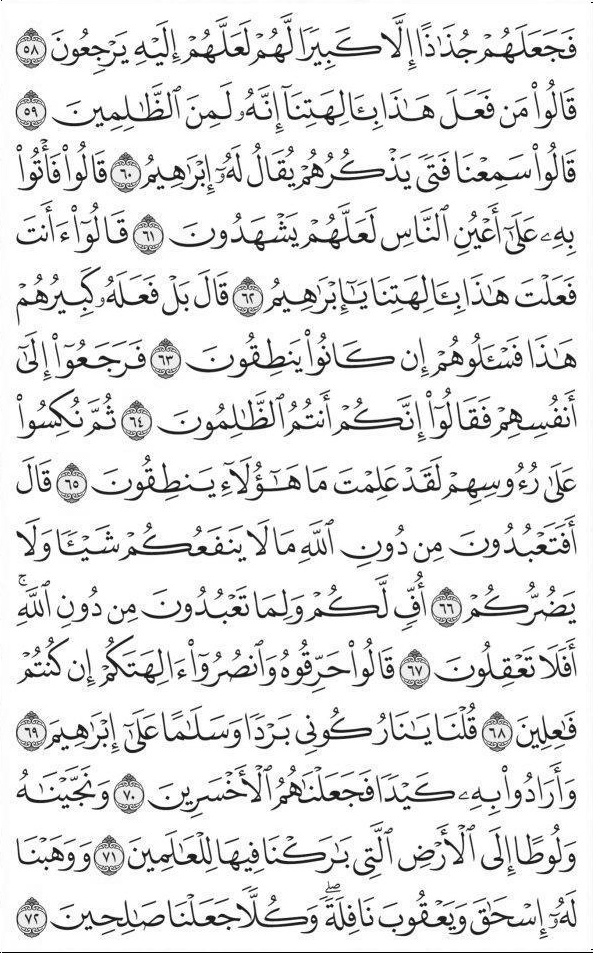 فَجَعَلَهُمْ جُذَٰذًا إِلَّا كَبِيرًا لَّهُمْ لَعَلَّهُمْ إِلَيْهِ يَرْجِعُونَ ٥٨
قَالُوا۟ مَن فَعَلَ هَٰذَا بِـَٔالِهَتِنَآ إِنَّهُۥ لَمِنَ ٱلظَّٰلِمِينَ ٥٩
قَالُوا۟ سَمِعْنَا فَتًى يَذْكُرُهُمْ يُقَالُ لَهُۥٓ إِبْرَٰهِيمُ ٦٠ قَالُوا۟ فَأْتُوا۟
بِهِۦ عَلَىٰٓ أَعْيُنِ ٱلنَّاسِ لَعَلَّهُمْ يَشْهَدُونَ ٦١ قَالُوٓا۟ ءَأَنتَ
فَعَلْتَ هَٰذَا بِـَٔالِهَتِنَا يَٰٓإِبْرَٰهِيمُ ٦٢ قَالَ بَلْ فَعَلَهُۥ كَبِيرُهُمْ
هَٰذَا فَسْـَٔلُوهُمْ إِن كَانُوا۟ يَنطِقُونَ ٦٣ فَرَجَعُوٓا۟ إِلَىٰٓ
أَنفُسِهِمْ فَقَالُوٓا۟ إِنَّكُمْ أَنتُمُ ٱلظَّٰلِمُونَ ٦٤ ثُمَّ نُكِسُوا۟
عَلَىٰ رُءُوسِهِمْ لَقَدْ عَلِمْتَ مَا هَٰٓؤُلَآءِ يَنطِقُونَ ٦٥ قَالَ
أَفَتَعْبُدُونَ مِن دُونِ ٱللَّهِ مَا لَا يَنفَعُكُمْ شَيْـًٔا وَلَا
يَضُرُّكُمْ ٦٦ أُفٍّ لَّكُمْ وَلِمَا تَعْبُدُونَ مِن دُونِ ٱللَّهِ ۚ
أَفَلَا تَعْقِلُونَ ٦٧ قَالُوا۟ حَرِّقُوهُ وَٱنصُرُوٓا۟ ءَالِهَتَكُمْ إِن كُنتُمْ
فَٰعِلِينَ ٦٨ قُلْنَا يَٰنَارُ كُونِى بَرْدًا وَسَلَٰمًا عَلَىٰٓ إِبْرَٰهِيمَ ٦٩
وَأَرَادُوا۟ بِهِۦ كَيْدًا فَجَعَلْنَٰهُمُ ٱلْأَخْسَرِينَ ٧٠ وَنَجَّيْنَٰهُ
وَلُوطًا إِلَى ٱلْأَرْضِ ٱلَّتِى بَٰرَكْنَا فِيهَا لِلْعَٰلَمِينَ ٧١ وَوَهَبْنَا
لَهُۥٓ إِسْحَٰقَ وَيَعْقُوبَ نَافِلَةً ۖ وَكُلًّا جَعَلْنَا صَٰلِحِينَ ٧٢